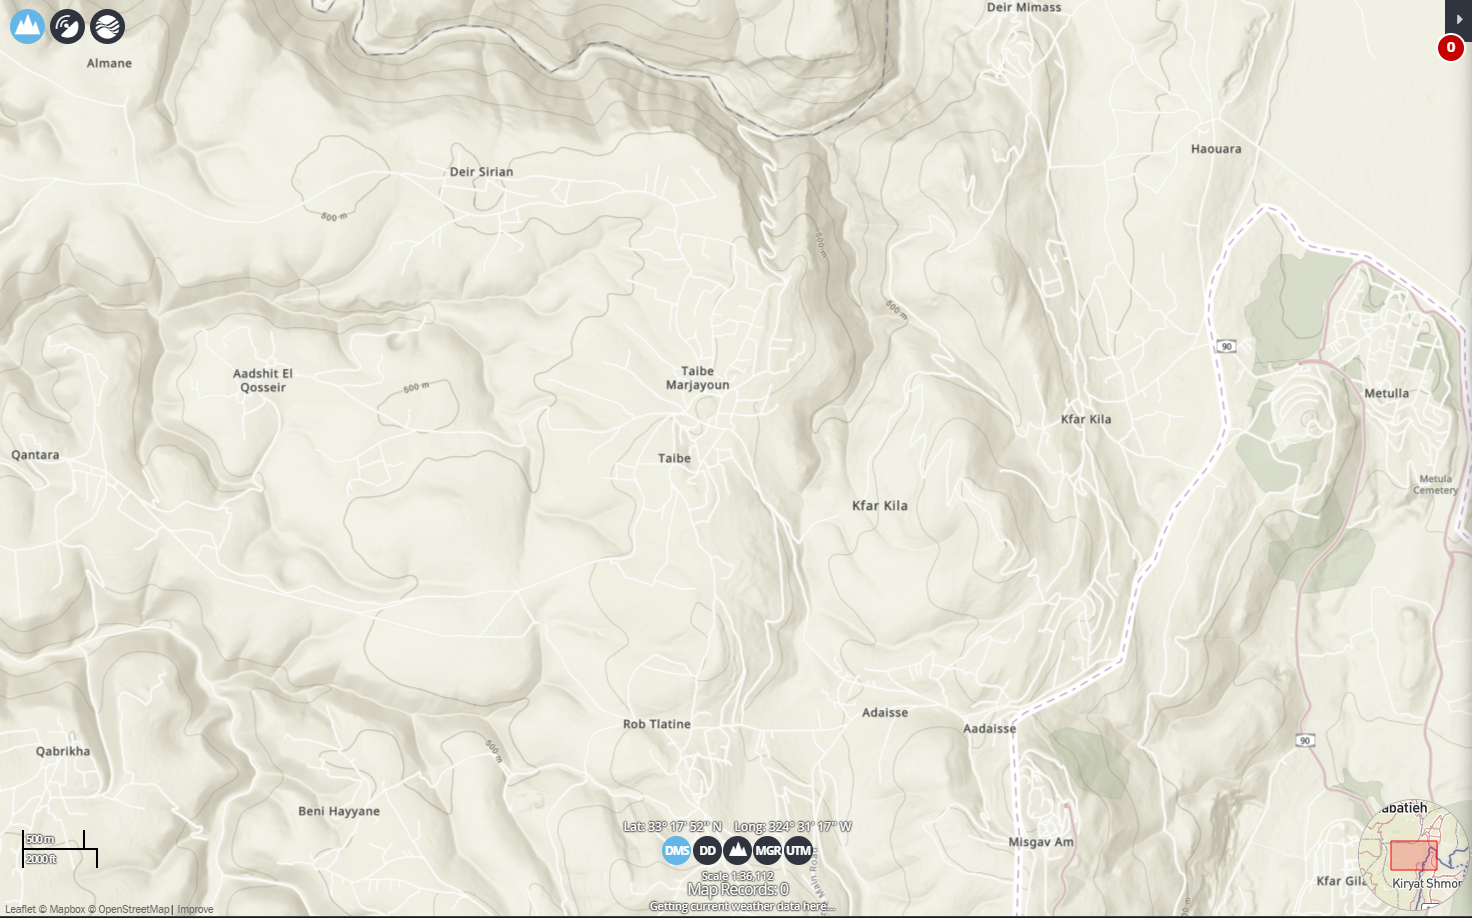 Deir Mimass
0
Almane
Haouara
Deir Sirian
500 m
500 m
500 m
90
Aadshit El
Qosseir
Taibe
Marjayoun
500 m
Metulla
Kfar Kila
Qantara
Taibe
Metula
Cemetery
Kfar Kila
Adaisse
Rob Tlatine
Aadaisse
90
Qabrikha
500 m
Beni Hayyane
abatieh
Lat: 33° 17' 52'' N Long: 324° 31' 17'' W
500 m
2000 ft
DMS DD MGR UTM
Misgav Am
Main Road
Scale 1:36,112
Map Records: 0
Kfar Gila
Kiryat Shmor
Getting current weather data here...
Leaflet © Mapbox © OpenStreetMap | Improve